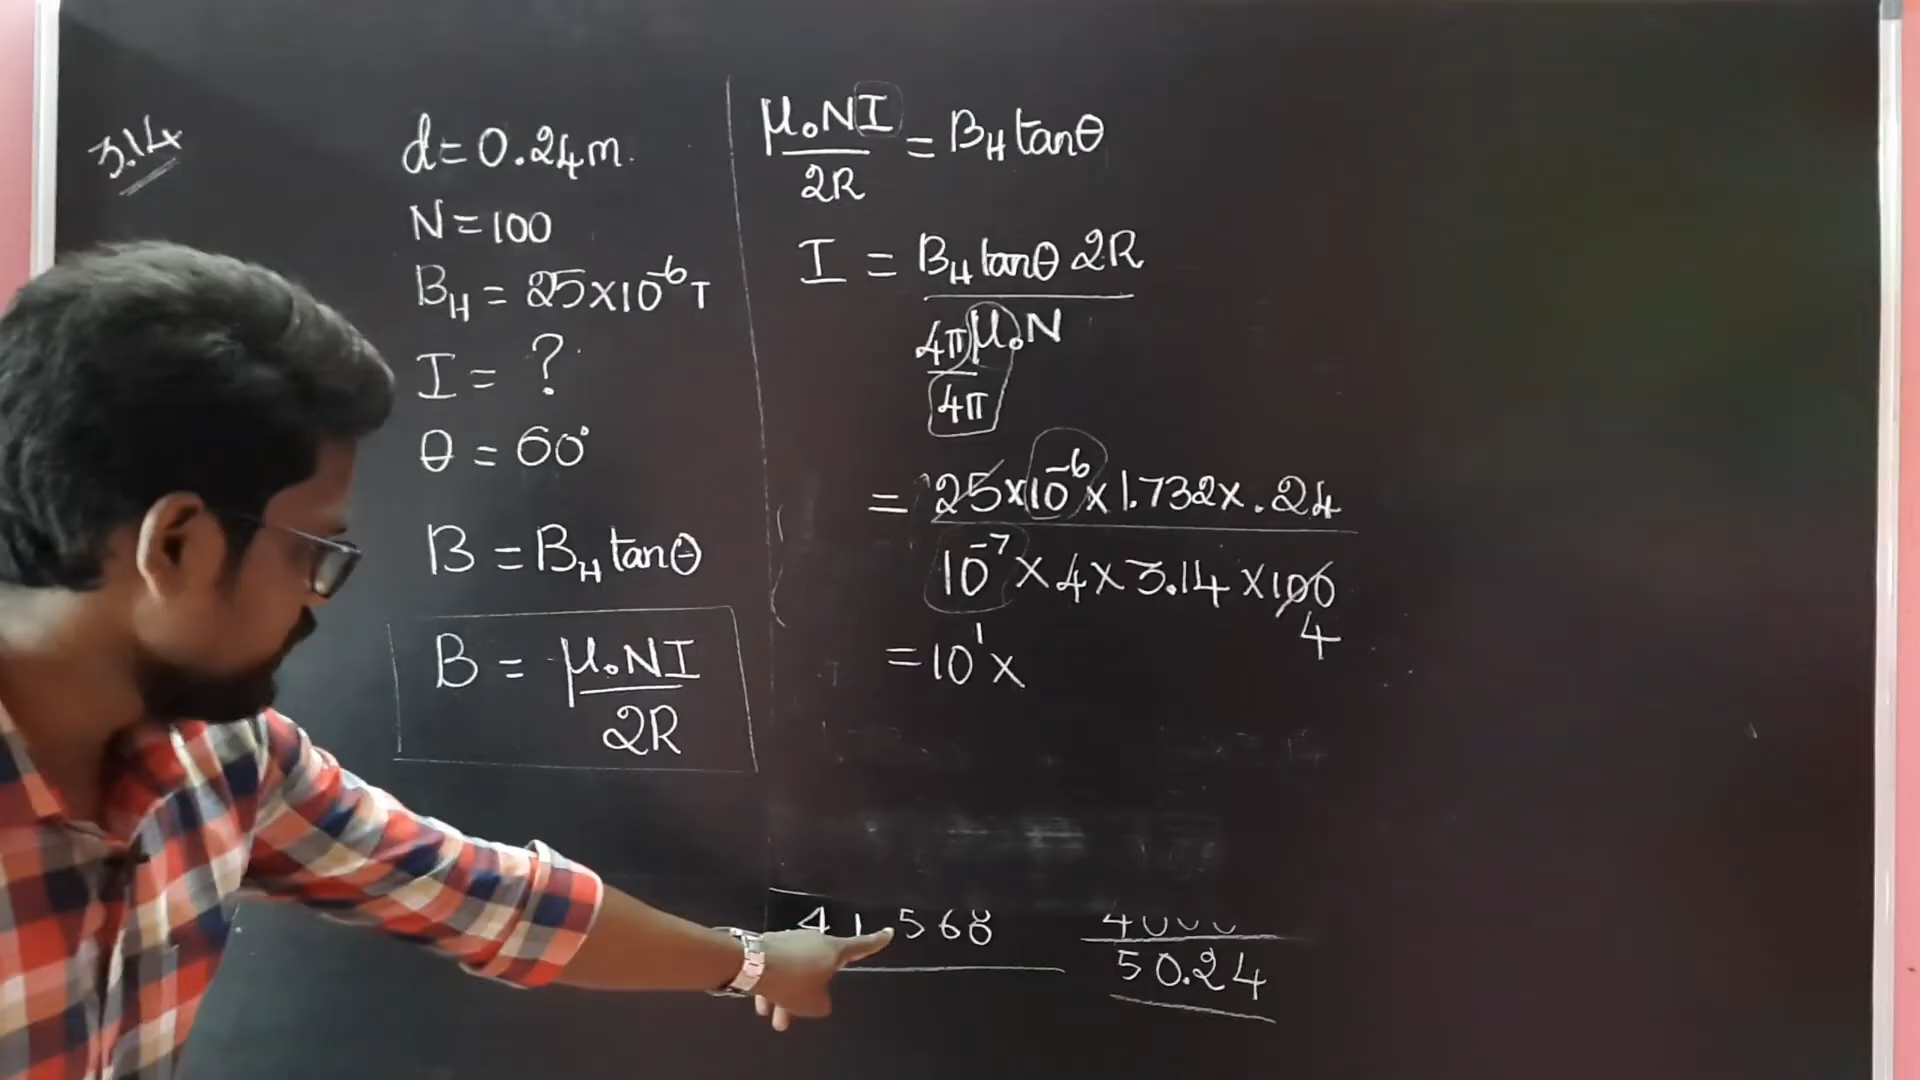 3.14
d = 0.24m.
N = 100
B_H = 25×10⁻⁶T
I = ?
θ = 60°
B = B_H tanθ
B = μ₀NI
2R
μ₀NI = B_H tanθ
2R
I = B_H tanθ 2R
4π μ₀N
4π
= 25×10⁻⁶×1.732×.24
10⁻⁷×4×3.14×100
4
= 10¹×
568
50.24